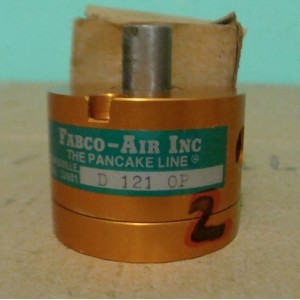 FABCO-AIR INC
THE PANCAKE LINE®
D 121 OP
2